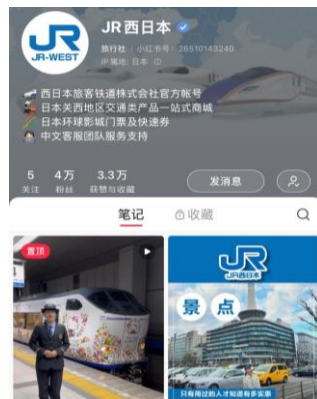 JR西日本
JR
JR-WEST
旅行社
小红书号：26510143240
IP属地：日本
西日本旅客铁道株式会社官方帐号
日本关西地区交通类产品一站式商城
日本环球影城门票及快速券
中文客服团队服务支持
5 4万 3.3万
关注 粉丝 获赞与收藏
发消息
笔记 收藏
置顶
JR
JR西日本
景点
只有用过的人才知道有多实惠